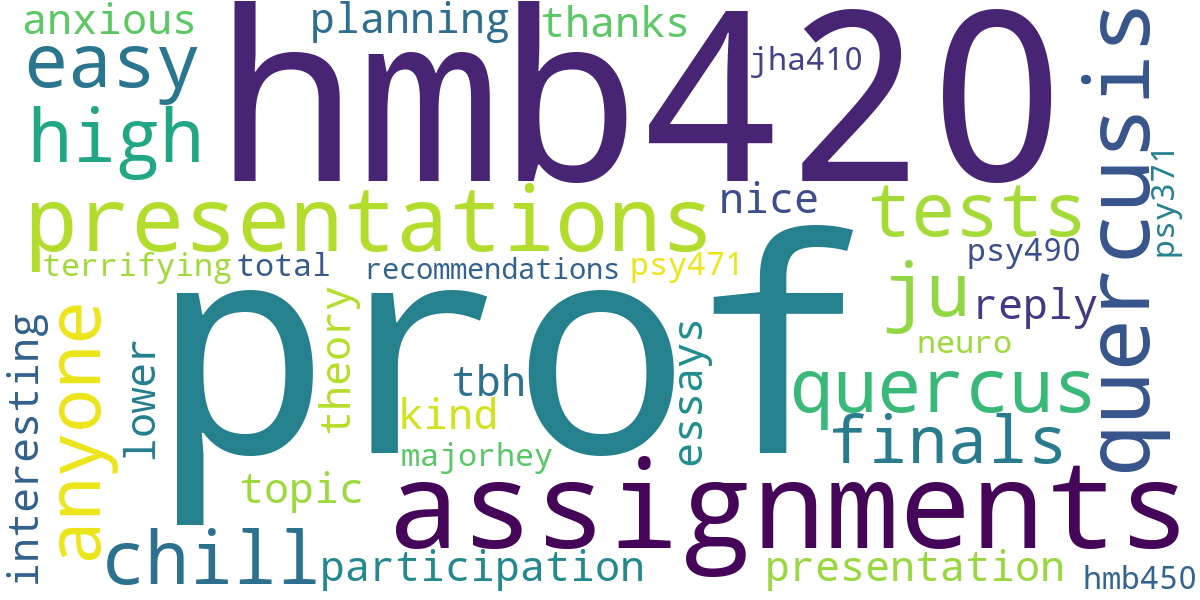 anxious
planning
thanks
hmb420
jha410
easy
high
quercusis
psy371
presentations
nice
tests
psy490
terrifying
total
recommendations
psy471
prof
ju
reply
neuro
interesting
anyone
lower
theory
tbh
essays
quercus
kind
finals
majorhey
topic
assignments
chill
participation
presentation
hmb450